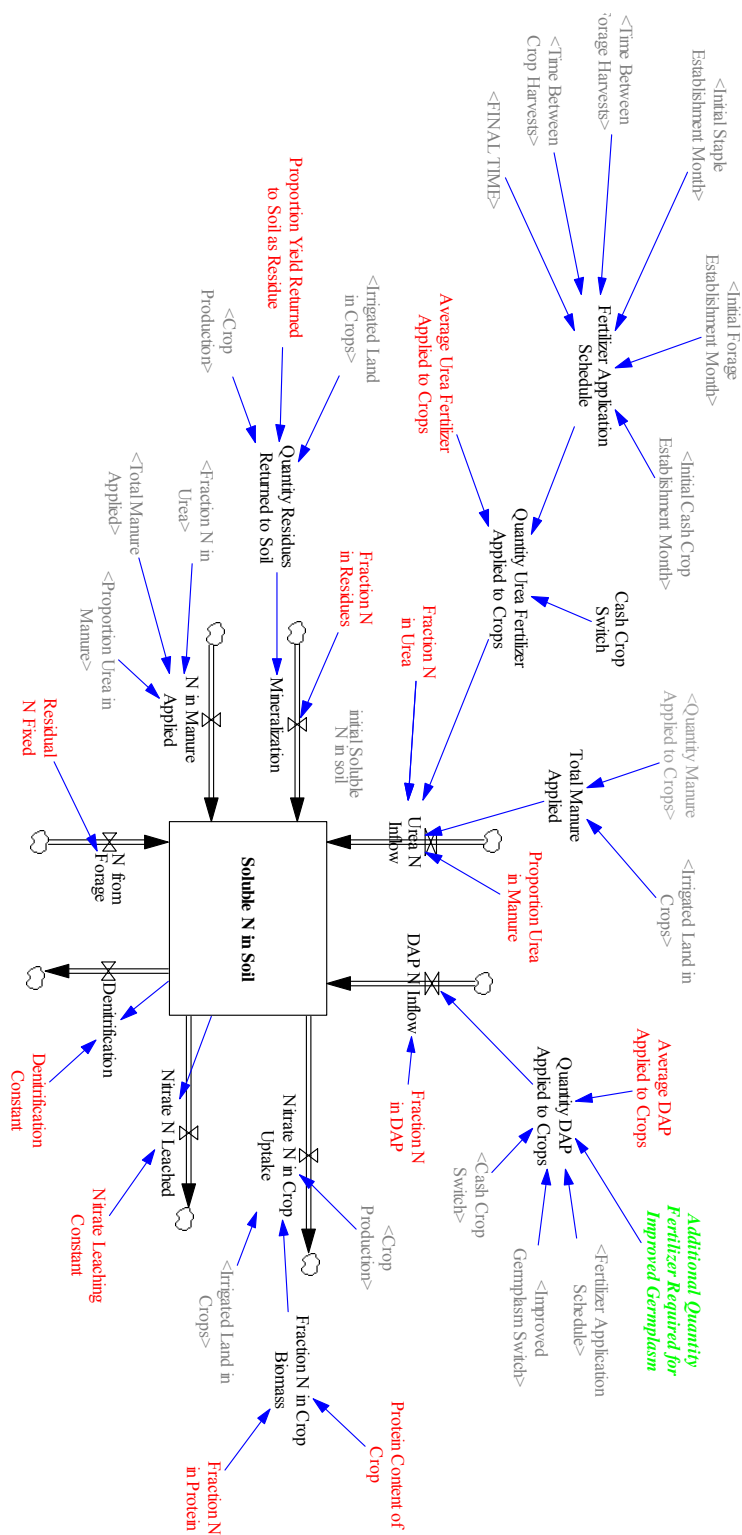 <Initial Staple
Establishment Month>
<Initial Forage
Establishment Month>
<Time Between
Forage Harvests>
<Time Between
Crop Harvests>
<FINAL TIME>
Fertilizer Application
Schedule
<Initial Cash Crop
Establishment Month>
Average Urea Fertilizer
Applied to Crops
Quantity Urea Fertilizer
Applied to Crops
Cash Crop
Switch
<Quantity Manure
Applied to Crops>
Total Manure
Applied
<Irrigated Land in
Crops>
Average DAP
Applied to Crops
Additional Quantity
Fertilizer Required for
Improved Germplasm
Quantity DAP
Applied to Crops
<Fertilizer Application
Schedule>
<Improved
Germplasm Switch>
<Cash Crop
Switch>
Fraction N
in Urea
Urea N
Inflow
Proportion Urea
in Manure
DAP N Inflow
Fraction N
in DAP
Proportion Yield Returned
to Soil as Residue
<Irrigated Land
in Crops>
<Crop
Production>
Quantity Residues
Returned to Soil
Fraction N
in Residues
initial Soluble
N in soil
Mineralization
<Fraction N in
Urea>
<Total Manure
Applied>
<Proportion Urea in
Manure>
N in Manure
Applied
Soluble N in Soil
<Crop
Production>
Nitrate N in Crop
Uptake
<Irrigated Land in
Crops>
Fraction N in Crop
Biomass
Protein Content of
Crop
Fraction N
in Protein
Residual
N Fixed
N from
Forage
Denitrification
Denitrification
Constant
Nitrate N Leached
Nitrate Leaching
Constant